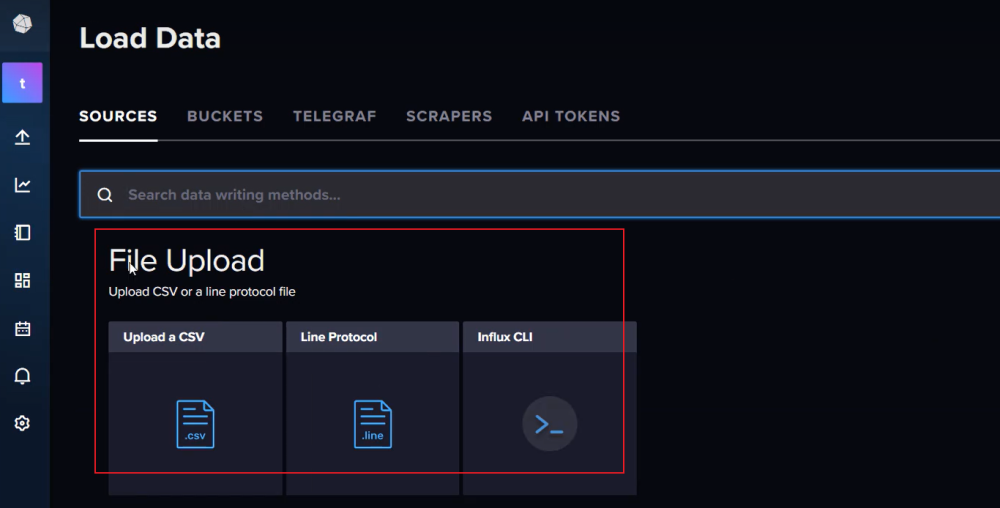 Load Data
t
SOURCES BUCKETS TELEGRAF SCRAPERS API TOKENS
Search data writing methods...
File Upload
Upload CSV or a line protocol file
Upload a CSV Line Protocol Influx CLI
.csv .line >_